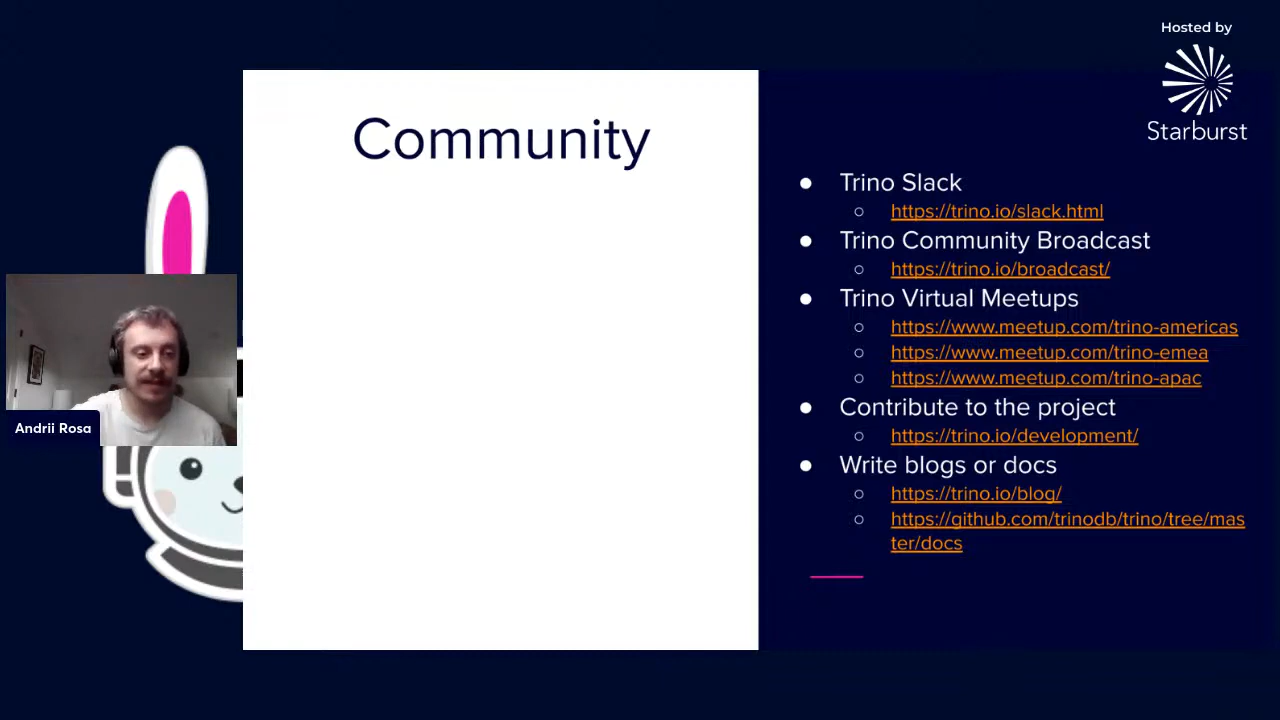 Hosted by
Starburst
Community
● Trino Slack
○ https://trino.io/slack.html
● Trino Community Broadcast
○ https://trino.io/broadcast/
● Trino Virtual Meetups
○ https://www.meetup.com/trino-americas
○ https://www.meetup.com/trino-emea
○ https://www.meetup.com/trino-apac
● Contribute to the project
○ https://trino.io/development/
● Write blogs or docs
○ https://trino.io/blog/
○ https://github.com/trinodb/trino/tree/mas
ter/docs
Andrii Rosa